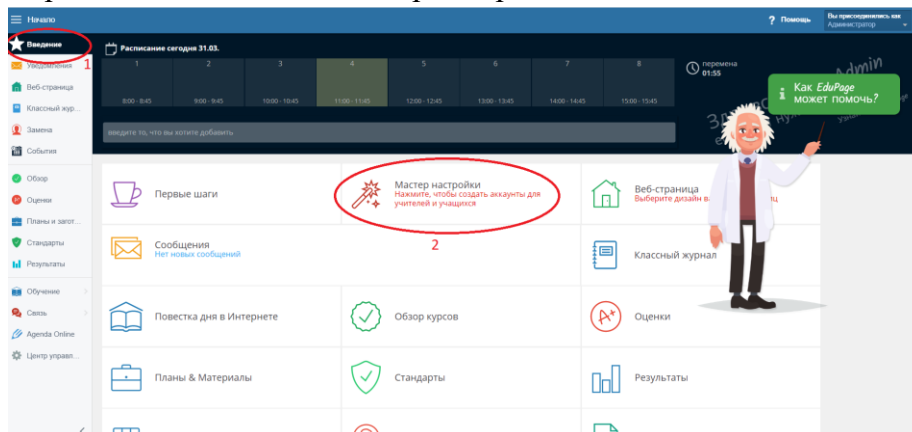 Начало
? Помощь
Вы присоединились как
Администратор
Введение
1
Уведомления
Веб-страница
Классный жур...
Замена
События
Обзор
Оценки
Планы и загот...
Стандарты
Результаты
Обучение
Связь
Agenda Online
Центр управл...
Расписание сегодня 31.03.
1 2 3 4 5 6 7 8
8:00 - 8:45 9:00 - 9:45 10:00 - 10:45 11:00 - 11:45 12:00 - 12:45 13:00 - 13:45 14:00 - 14:45 15:00 - 15:45
перемена
01:55
введите то, что вы хотите добавить
Admin
Как EduPage
может помочь?
Первые шаги
Мастер настройки
Нажмите, чтобы создать аккаунты для
учителей и учащихся
2
Веб-страница
Выберите дизайн
Сообщения
Нет новых сообщений
Классный журнал
Повестка дня в Интернете
Обзор курсов
A+
Оценки
Планы & Материалы
Стандарты
Результаты